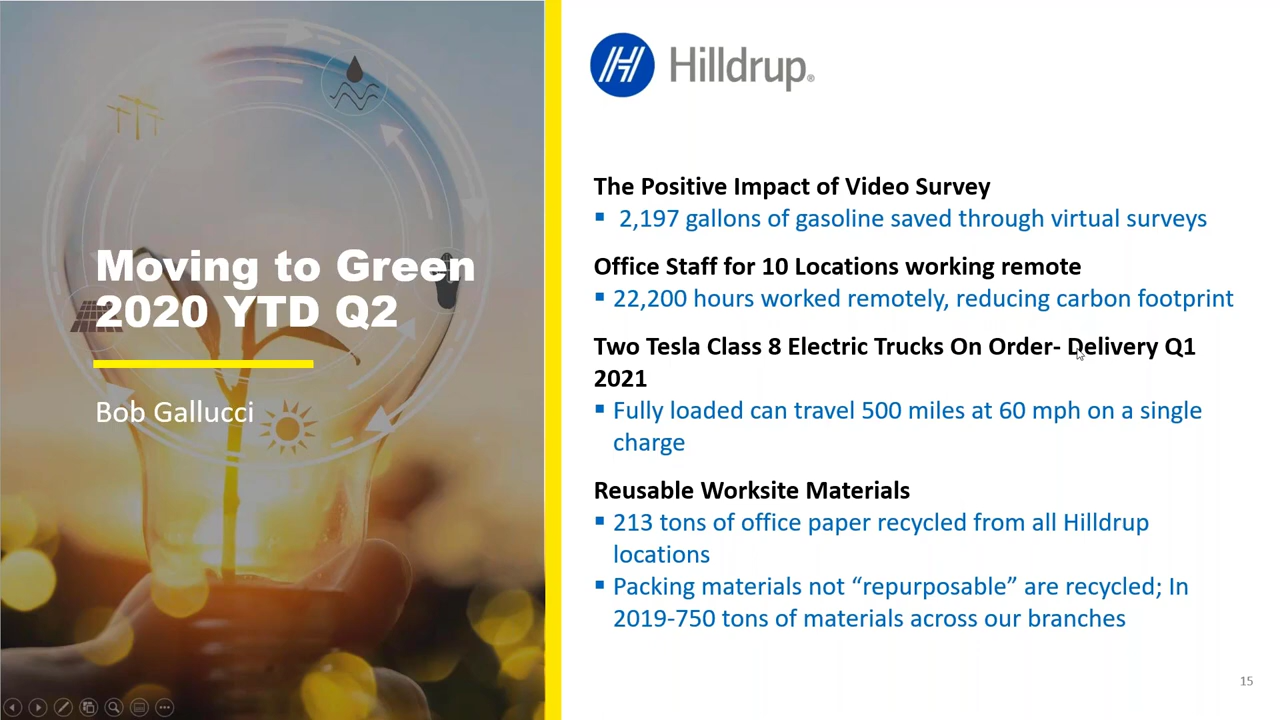 Moving to Green
2020 YTD Q2
Bob Gallucci
Hilldrup®
The Positive Impact of Video Survey
▪ 2,197 gallons of gasoline saved through virtual surveys
Office Staff for 10 Locations working remote
▪ 22,200 hours worked remotely, reducing carbon footprint
Two Tesla Class 8 Electric Trucks On Order- Delivery Q1
2021
▪ Fully loaded can travel 500 miles at 60 mph on a single
charge
Reusable Worksite Materials
▪ 213 tons of office paper recycled from all Hilldrup
locations
▪ Packing materials not “repurposable” are recycled; In
2019-750 tons of materials across our branches
15